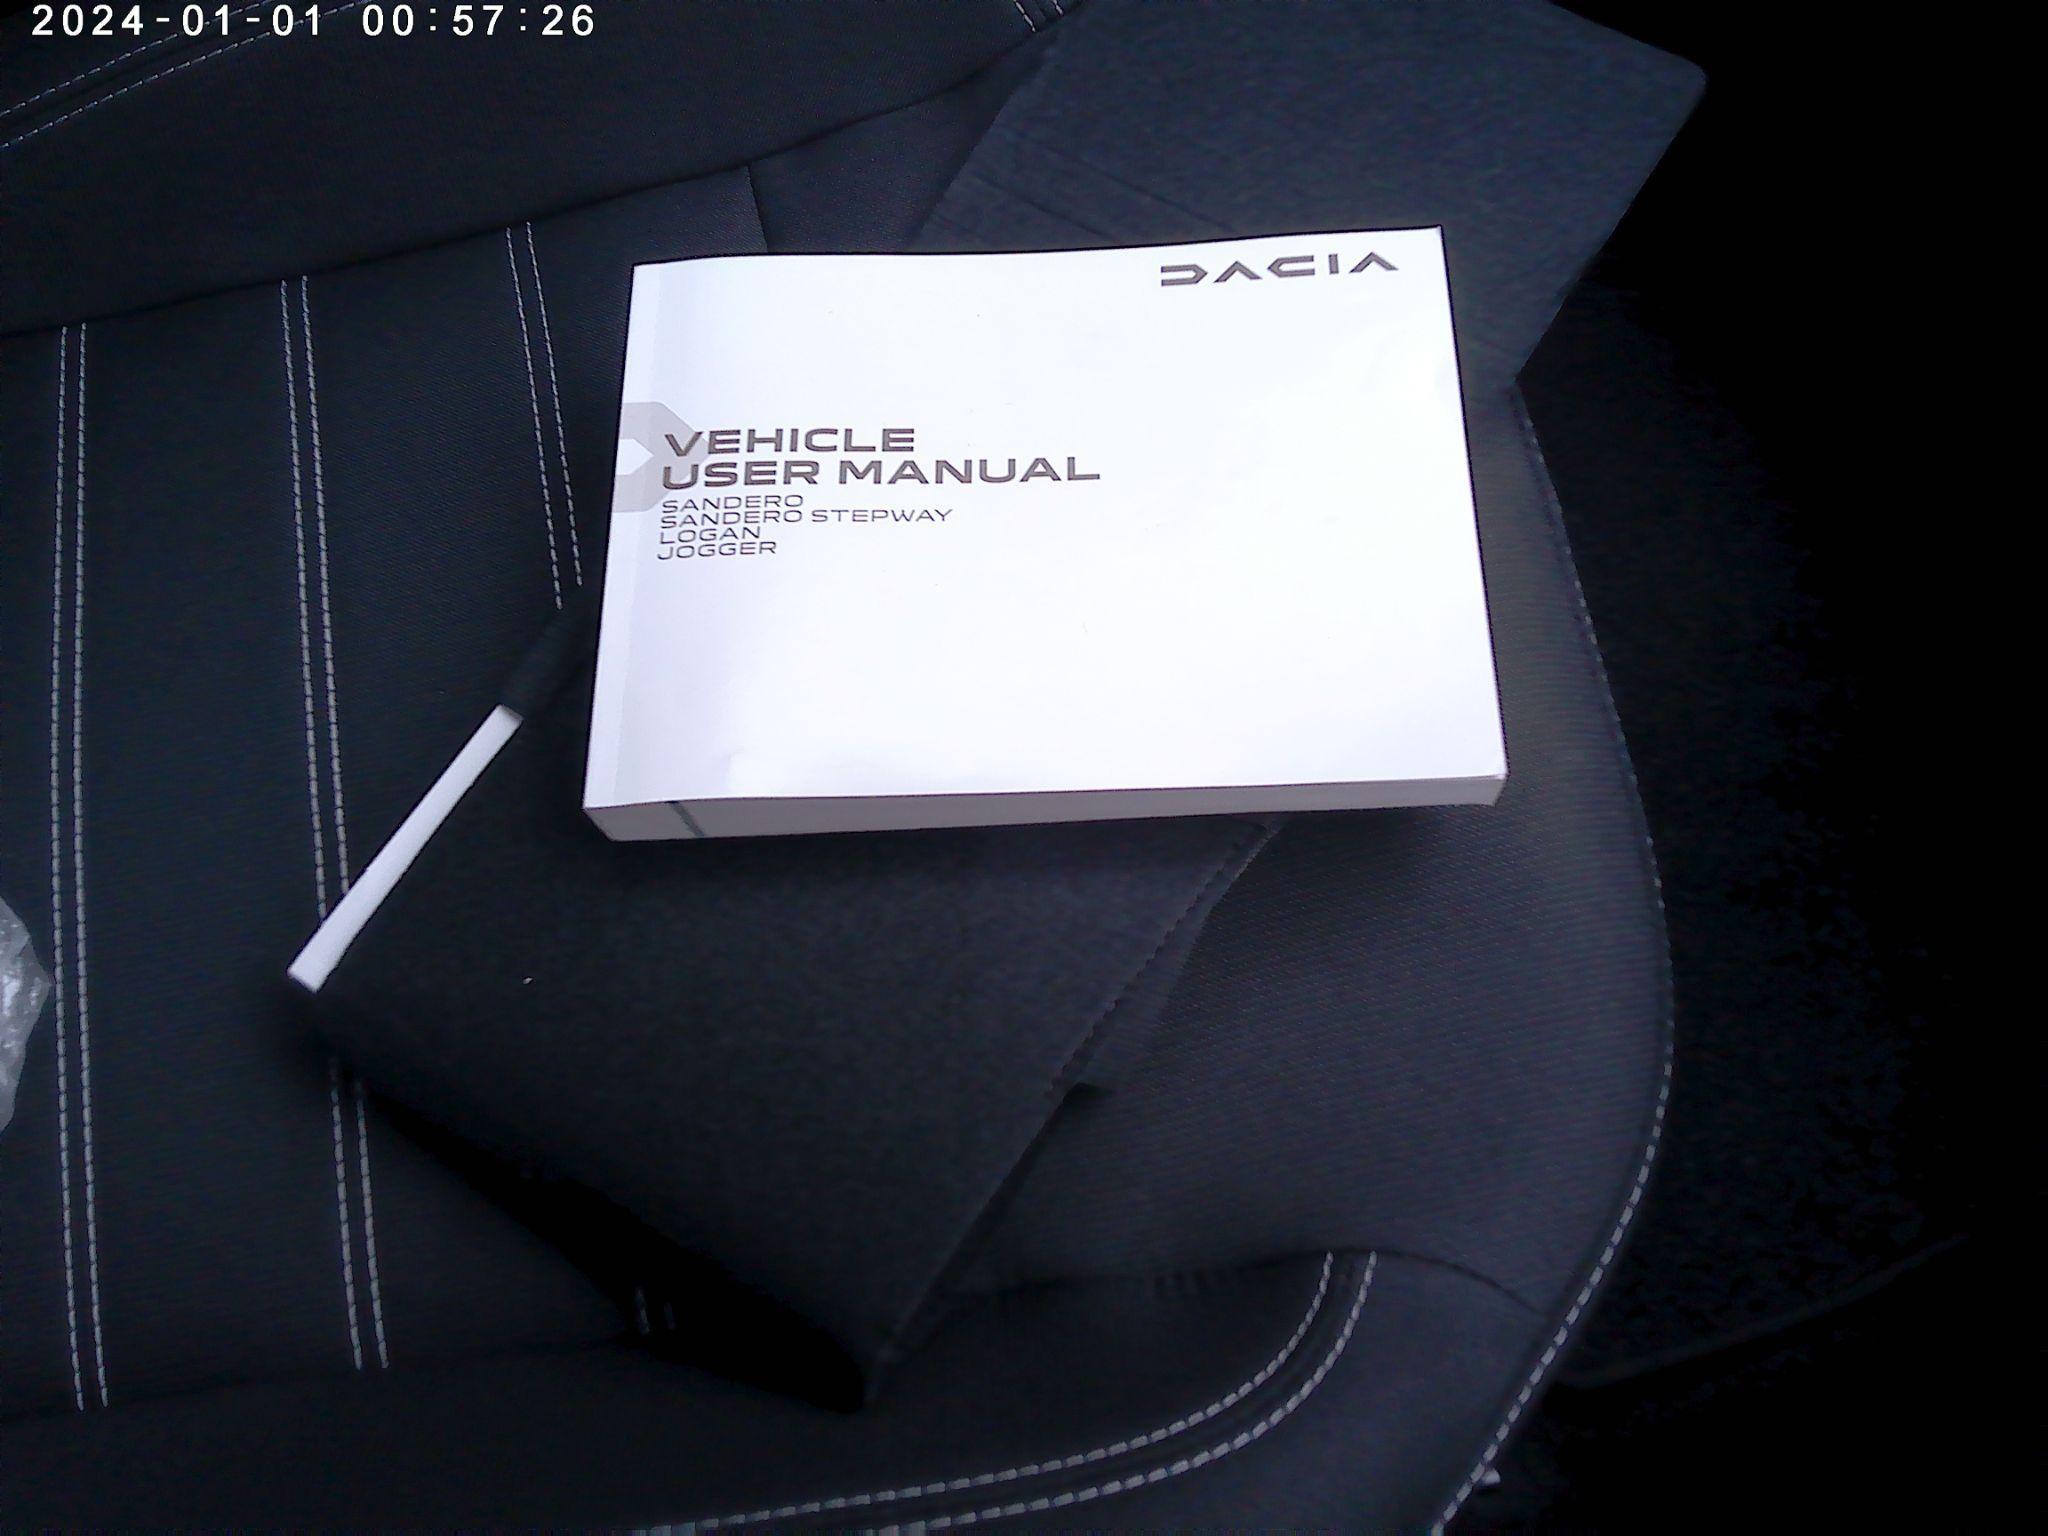 2024-01-01 00:57:26
DACIA
VEHICLE
USER MANUAL
SANDERO
SANDERO STEPWAY
LOGAN
JOGGER